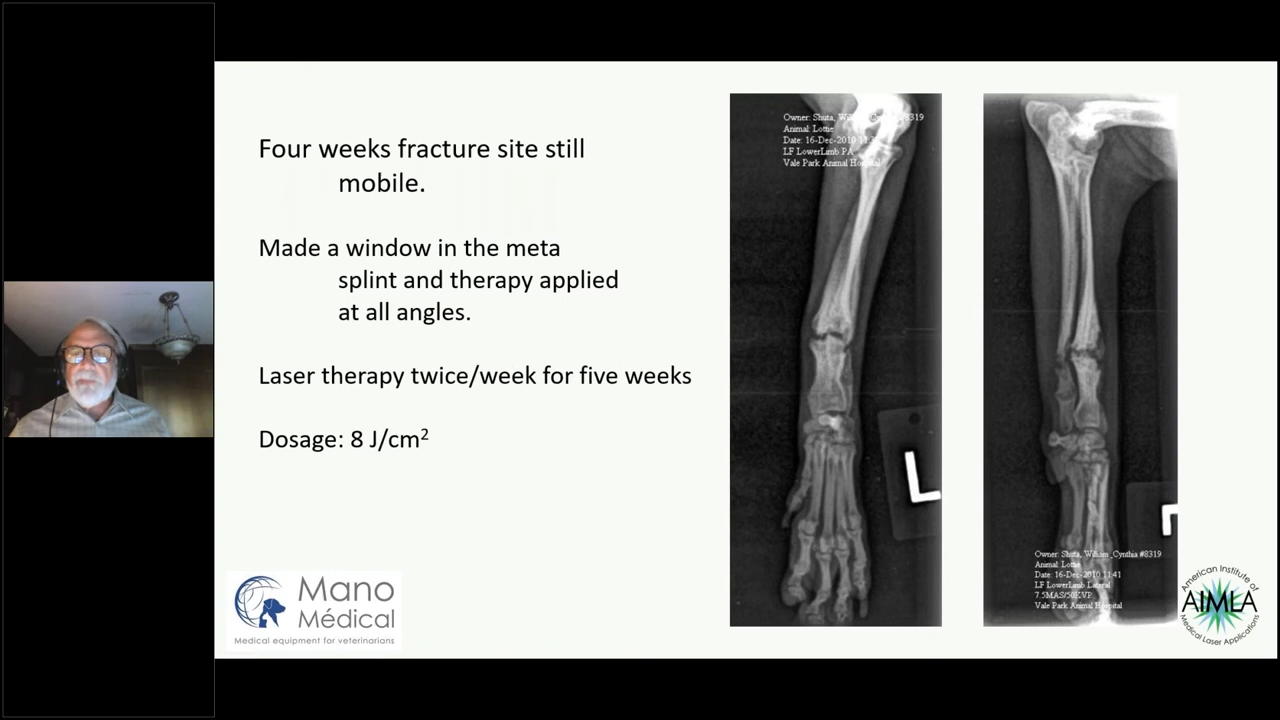 Four weeks fracture site still
mobile.
Made a window in the meta
splint and therapy applied
at all angles.
Laser therapy twice/week for five weeks
Dosage: 8 J/cm²
Mano
Médical
Medical equipment for veterinarians
Owner: Shuta, #8319
Animal: Lottie
Date: 16-Dec-2010
LF LowerLimb PA
Vale Park Animal Hospital
L
Owner: Shuta, William_Cynthia #8319
Animal: Lottie
Date: 16-Dec-2010 11:41
LF LowerLimb Lateral
7.5MAS/50KVP
Vale Park Animal Hospital
American Institute of
AIMLA
Medical Laser Applications